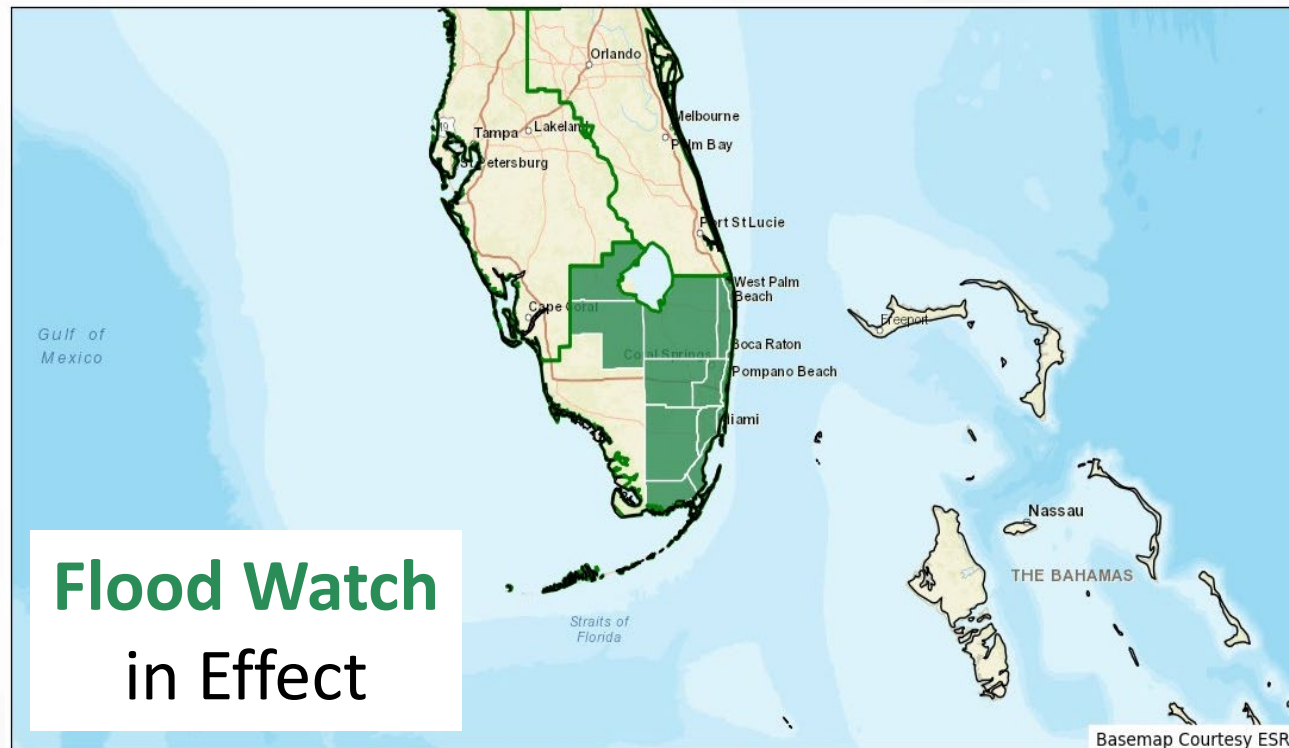 Orlando
Melbourne
19
Tampa
Lakeland
Palm Bay
St Petersburg
Port St Lucie
West Palm
Beach
Cape Coral
Freeport
Gulf of
Mexico
Boca Raton
Coral Springs
Pompano Beach
Miami
Nassau
THE BAHAMAS
Straits of
Florida
Flood Watch
in Effect
Basemap Courtesy ESR